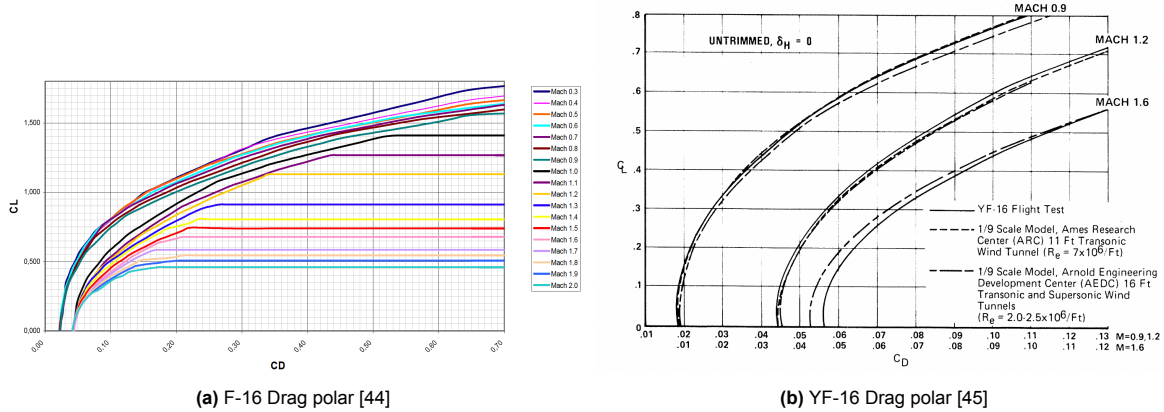 CL
1,500
1,000
0,500
0,000
0,00
0,10
0,20
0,30
0,40
0,50
0,60
0,70
CD
Mach 0.3
Mach 0.4
Mach 0.5
Mach 0.6
Mach 0.7
Mach 0.8
Mach 0.9
Mach 1.0
Mach 1.1
Mach 1.2
Mach 1.3
Mach 1.4
Mach 1.5
Mach 1.6
Mach 1.7
Mach 1.8
Mach 1.9
Mach 2.0
(a) F-16 Drag polar [44]
MACH 0.9
UNTRIMMED, δH = 0
MACH 1.2
MACH 1.6
.8
.7
.6
.5
CL
.4
.3
.2
.1
0
YF-16 Flight Test
1/9 Scale Model, Ames Research
Center (ARC) 11 Ft Transonic
Wind Tunnel (Re = 7x10⁶/Ft)
1/9 Scale Model, Arnold Engineering
Development Center (AEDC) 16 Ft
Transonic and Supersonic Wind
Tunnels
(Re = 2.0-2.5x10⁶/Ft)
.01 .02 .03 .04 .05 .06 .07 .08 .09 .10 .11 .12 .13 M=0.9,1.2
.01 .02 .03 .04 .05 .06 .07 .08 .09 .10 .11 .12 M=1.6
CD
(b) YF-16 Drag polar [45]